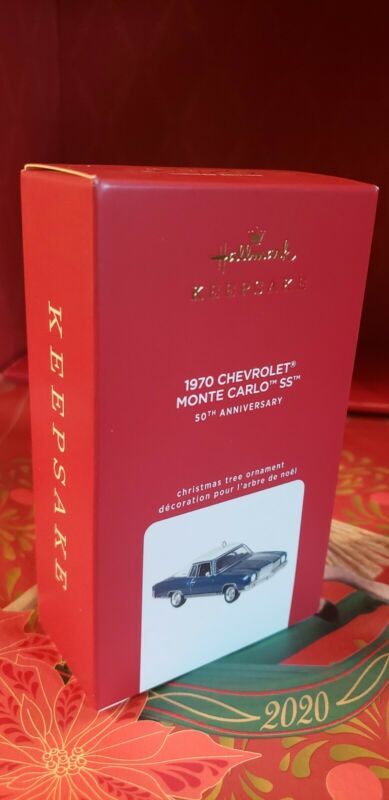 Hallmark
KEEPSAKE
1970 CHEVROLET®
MONTE CARLO™ SS™
50TH ANNIVERSARY
christmas tree ornament
décoration pour l'arbre de noël
KEEPSAKE
2020